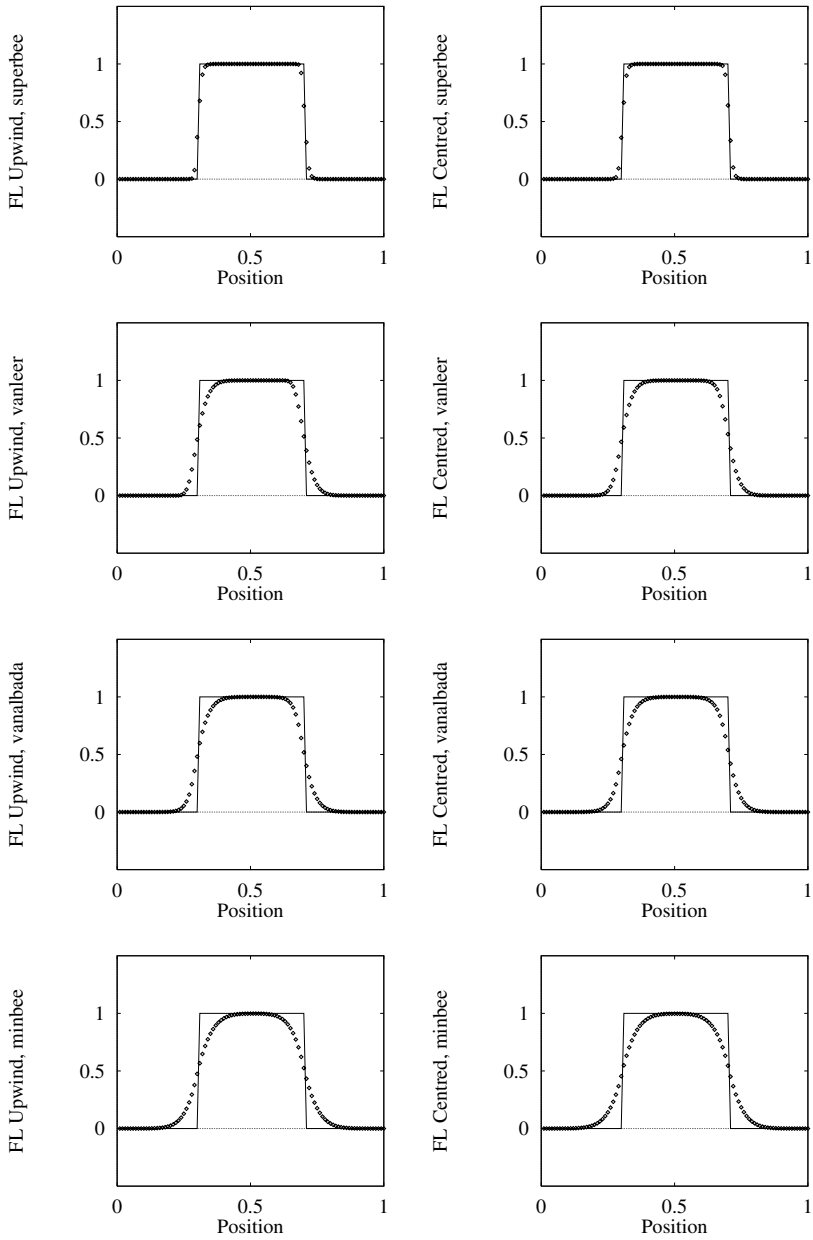 FL Upwind, superbee
1
0.5
0
0 0.5 1
Position
FL Centred, superbee
1
0.5
0
0 0.5 1
Position
FL Upwind, vanleer
1
0.5
0
0 0.5 1
Position
FL Centred, vanleer
1
0.5
0
0 0.5 1
Position
FL Upwind, vanalbada
1
0.5
0
0 0.5 1
Position
FL Centred, vanalbada
1
0.5
0
0 0.5 1
Position
FL Upwind, minbee
1
0.5
0
0 0.5 1
Position
FL Centred, minbee
1
0.5
0
0 0.5 1
Position